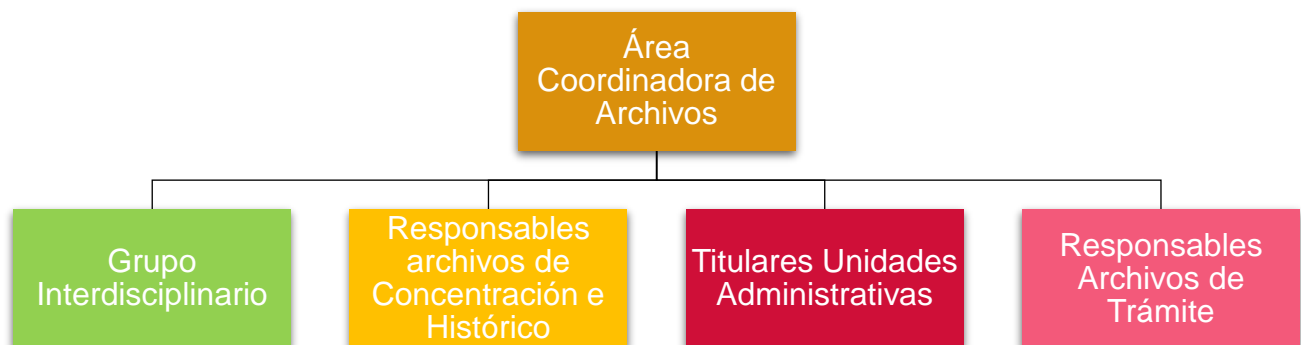 Área
Coordinadora de
Archivos
Grupo
Interdisciplinario
Responsables
archivos de
Concentración e
Histórico
Titulares Unidades
Administrativas
Responsables
Archivos de
Trámite